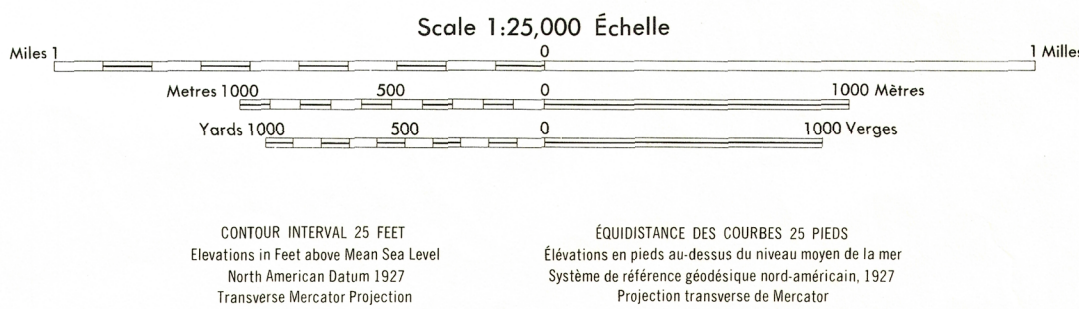 Scale 1:25,000 Échelle
Miles 1 0 1 Milles
Metres 1000 500 0 1000 Mètres
Yards 1000 500 0 1000 Verges
CONTOUR INTERVAL 25 FEET
Elevations in Feet above Mean Sea Level
North American Datum 1927
Transverse Mercator Projection
ÉQUIDISTANCE DES COURBES 25 PIEDS
Élévations en pieds au-dessus du niveau moyen de la mer
Système de référence géodésique nord-américain, 1927
Projection transverse de Mercator